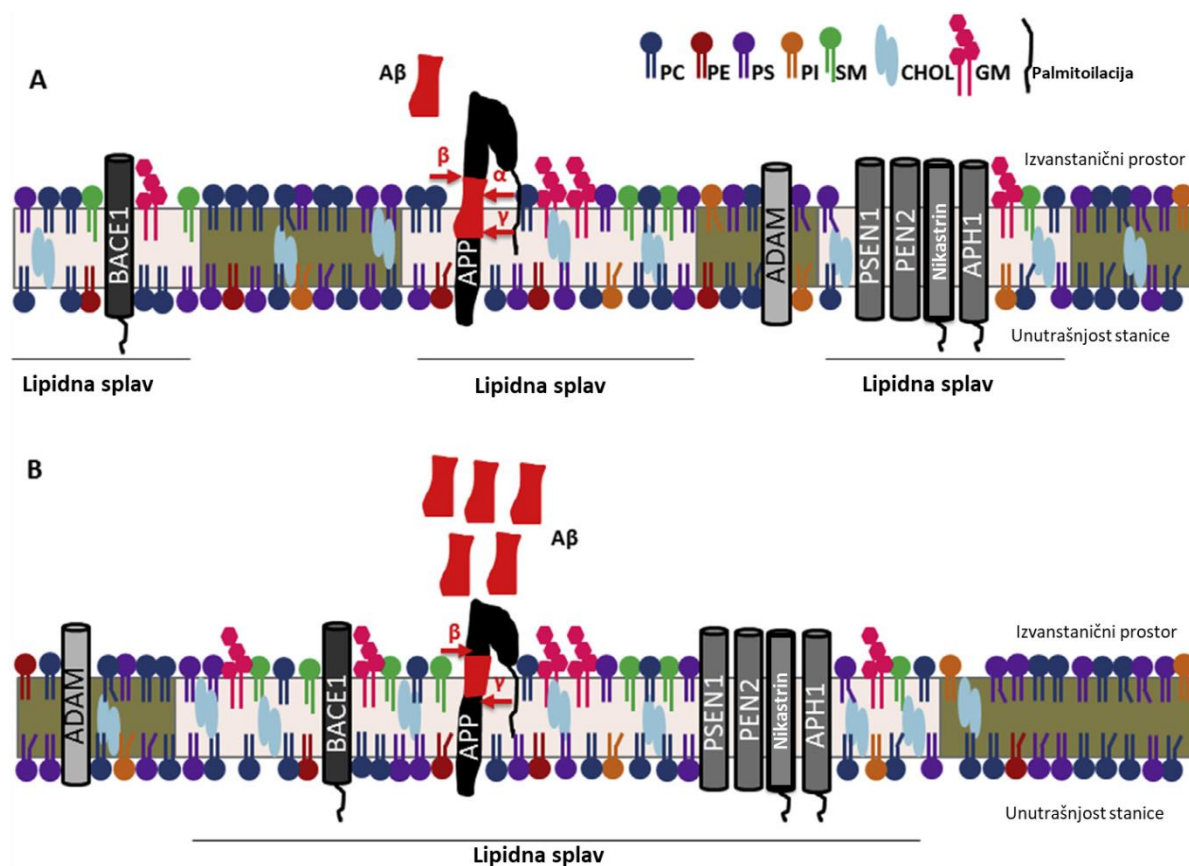 A
Aβ
PC PE PS PI SM CHOL GM Palmitoilacija
Izvanstanični prostor
β
α
γ
BACE1
APP
ADAM
PSEN1
PEN2
Nikastrin
APH1
Unutrašnjost stanice
Lipidna splav
Lipidna splav
Lipidna splav
B
Aβ
Izvanstanični prostor
β
γ
ADAM
BACE1
APP
PSEN1
PEN2
Nikastrin
APH1
Unutrašnjost stanice
Lipidna splav